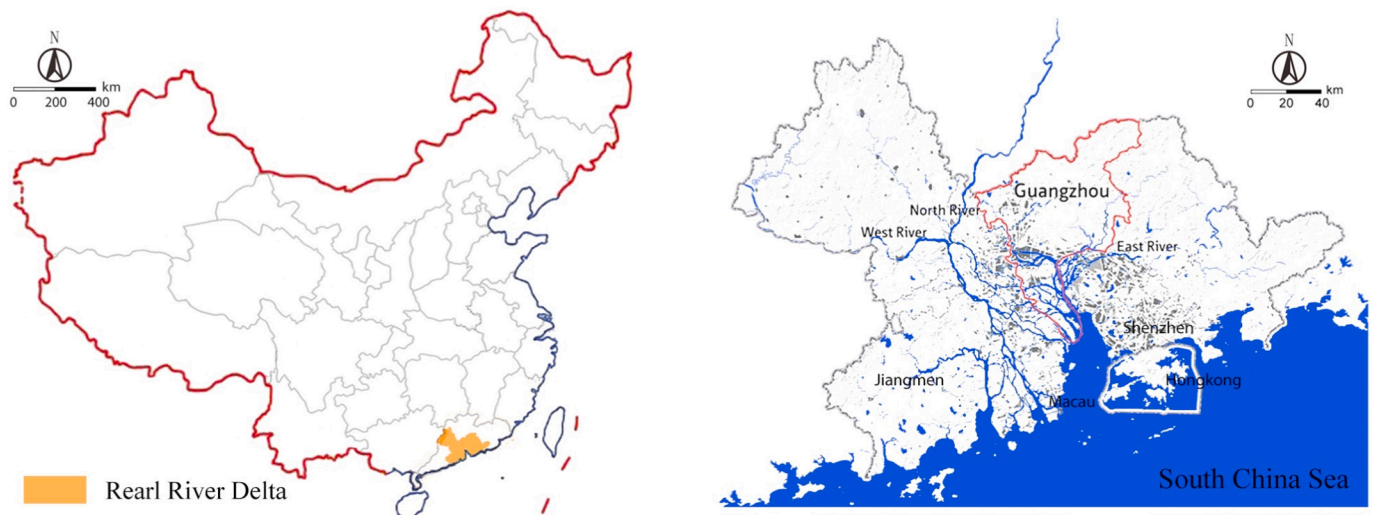 N
km
0 200 400
Rearl River Delta
N
km
0 20 40
Guangzhou
North River
West River
East River
Shenzhen
Jiangmen
Hongkong
Macau
South China Sea